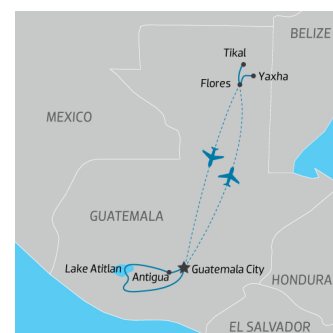 BELIZE
Tikal
Yaxha
Flores
MEXICO
GUATEMALA
Lake Atitlan
Guatemala City
Antigua
HONDURA
EL SALVADOR